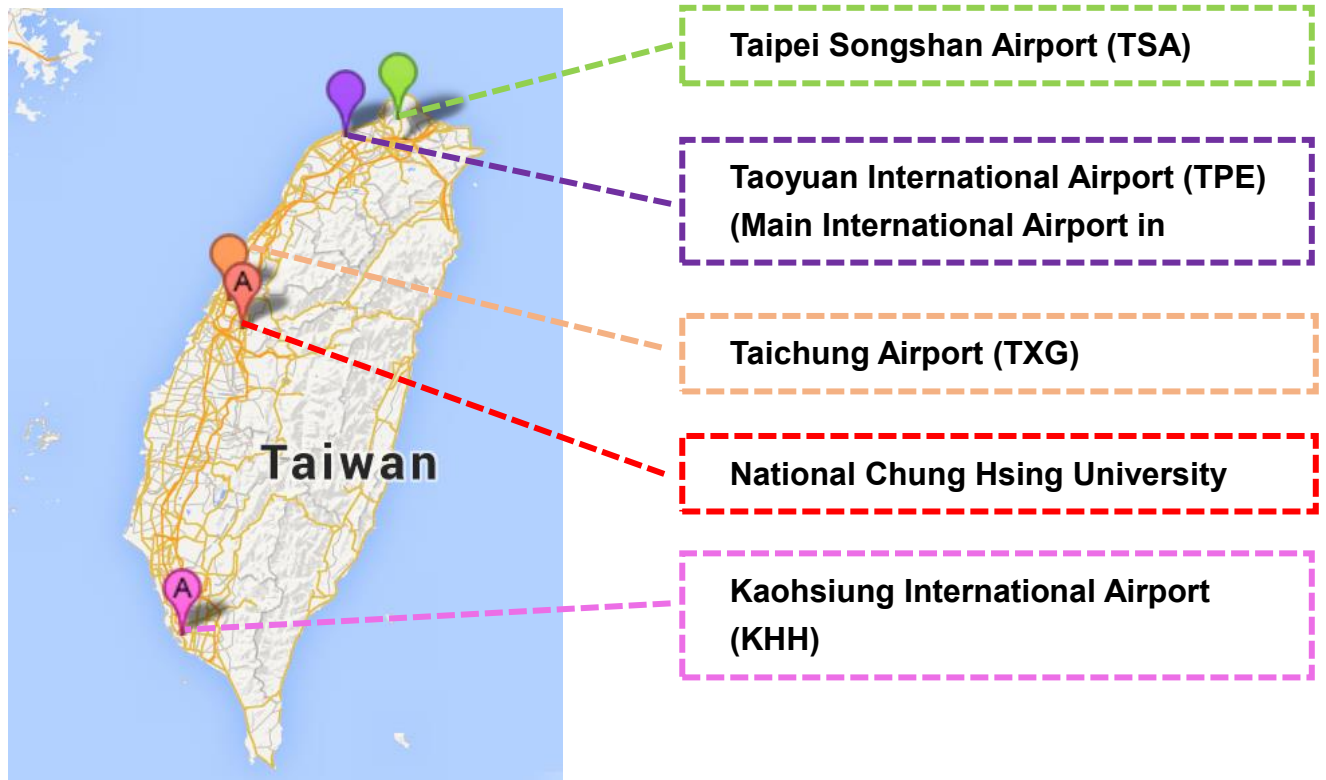 Taipei Songshan Airport (TSA)
Taoyuan International Airport (TPE)
(Main International Airport in
Taichung Airport (TXG)
A
National Chung Hsing University
Taiwan
Kaohsiung International Airport
(KHH)
A